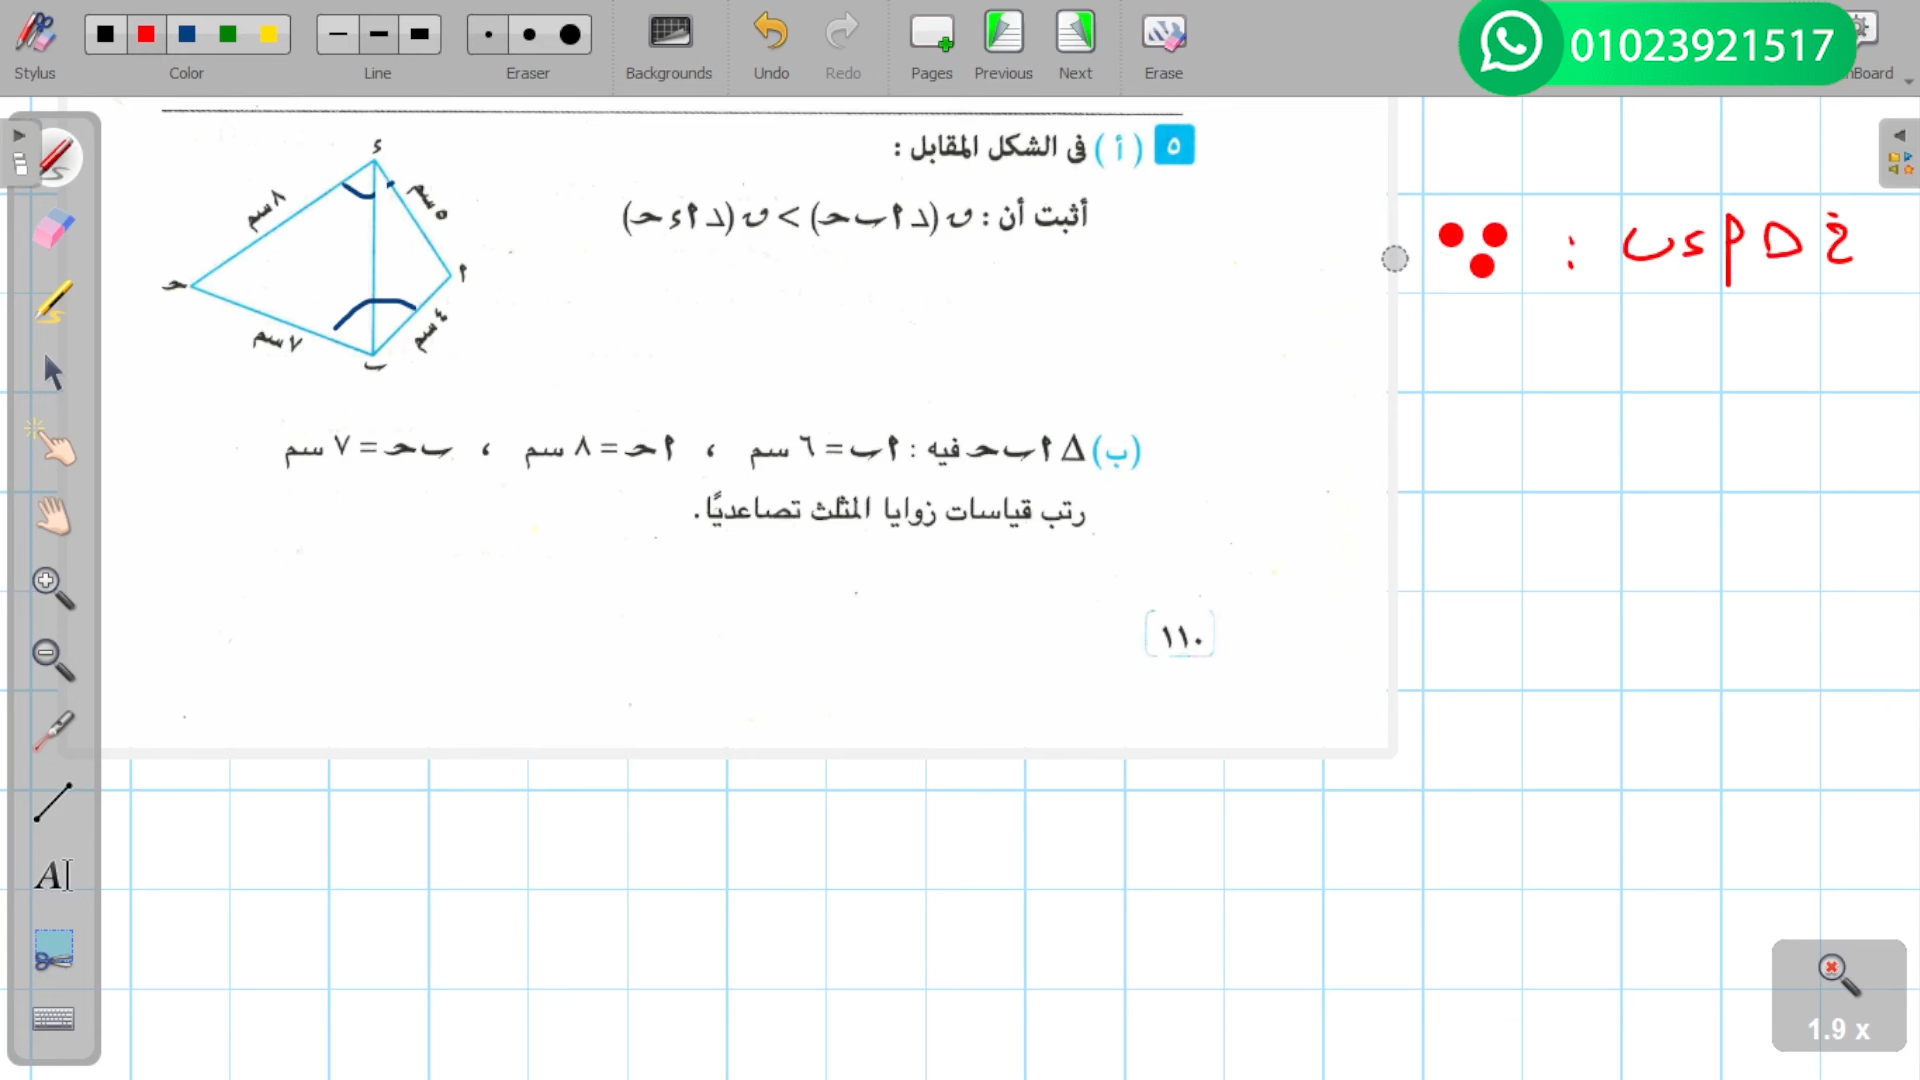 Stylus
Color
Line
Eraser
Backgrounds
Undo
Redo
Pages
Previous
Next
Erase
01023921517
Board
٥ (أ) فى الشكل المقابل :
أثبت أن : ق (د ا ب حـ) > ق (د ا ء حـ)
ء
٨ سم
٥ سم
ا
حـ
٤ سم
٧ سم
ب
فى Δ ا ء ب : ∵
(ب) Δ ا ب حـ فيه : ا ب = ٦ سم ، ا حـ = ٨ سم ، ب حـ = ٧ سم
رتب قياسات زوايا المثلث تصاعديًا.
١١٠
1.9 x